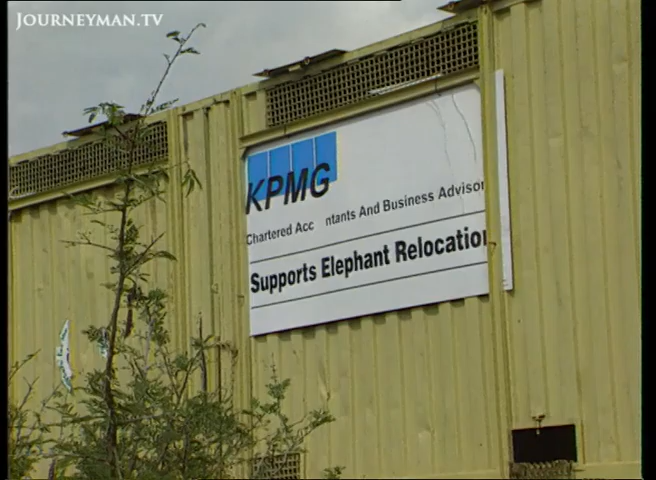 JOURNEYMAN.TV
KPMG
Chartered Acc ntants And Business Advisor
Supports Elephant Relocation